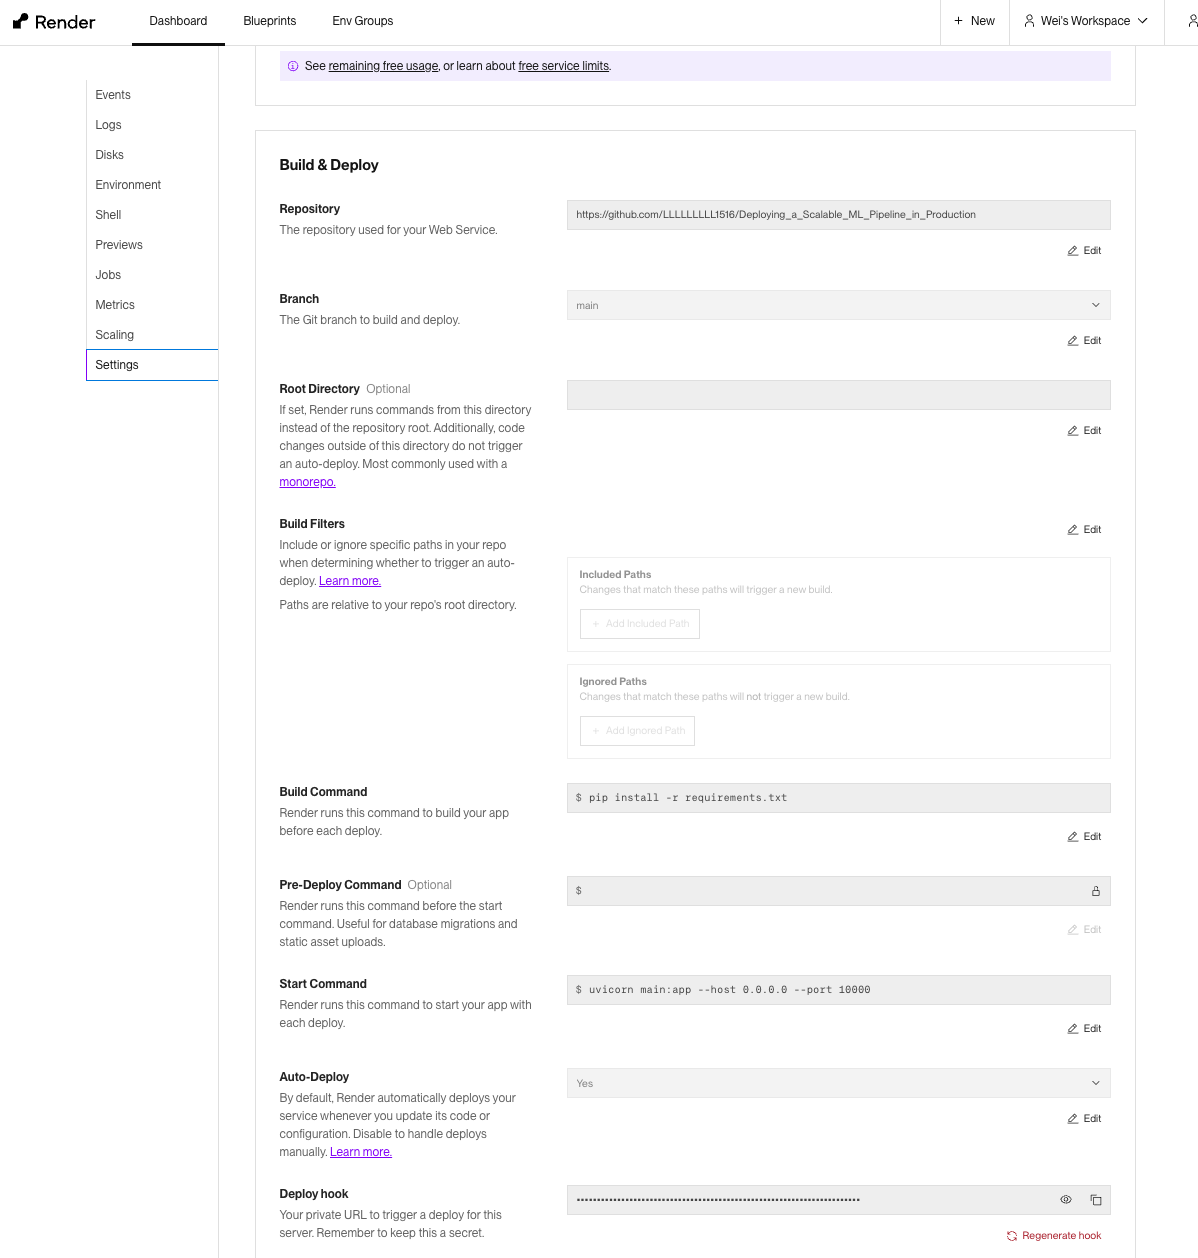 Render
Dashboard
Blueprints
Env Groups
+ New
Wei's Workspace
See remaining free usage, or learn about free service limits.
Events
Logs
Disks
Environment
Shell
Previews
Jobs
Metrics
Scaling
Settings
Build & Deploy
Repository
The repository used for your Web Service.
https://github.com/LLLLLLLLL1516/Deploying_a_Scalable_ML_Pipeline_in_Production
Edit
Branch
The Git branch to build and deploy.
main
Edit
Root Directory Optional
If set, Render runs commands from this directory
instead of the repository root. Additionally, code
changes outside of this directory do not trigger
an auto-deploy. Most commonly used with a
monorepo.
Edit
Build Filters
Include or ignore specific paths in your repo
when determining whether to trigger an auto-
deploy. Learn more.
Paths are relative to your repo's root directory.
Edit
Included Paths
Changes that match these paths will trigger a new build.
+ Add Included Path
Ignored Paths
Changes that match these paths will not trigger a new build.
+ Add Ignored Path
Build Command
Render runs this command to build your app
before each deploy.
$ pip install -r requirements.txt
Edit
Pre-Deploy Command Optional
Render runs this command before the start
command. Useful for database migrations and
static asset uploads.
$
Edit
Start Command
Render runs this command to start your app with
each deploy.
$ uvicorn main:app --host 0.0.0.0 --port 10000
Edit
Auto-Deploy
By default, Render automatically deploys your
service whenever you update its code or
configuration. Disable to handle deploys
manually. Learn more.
Yes
Edit
Deploy hook
Your private URL to trigger a deploy for this
server. Remember to keep this a secret.
Regenerate hook